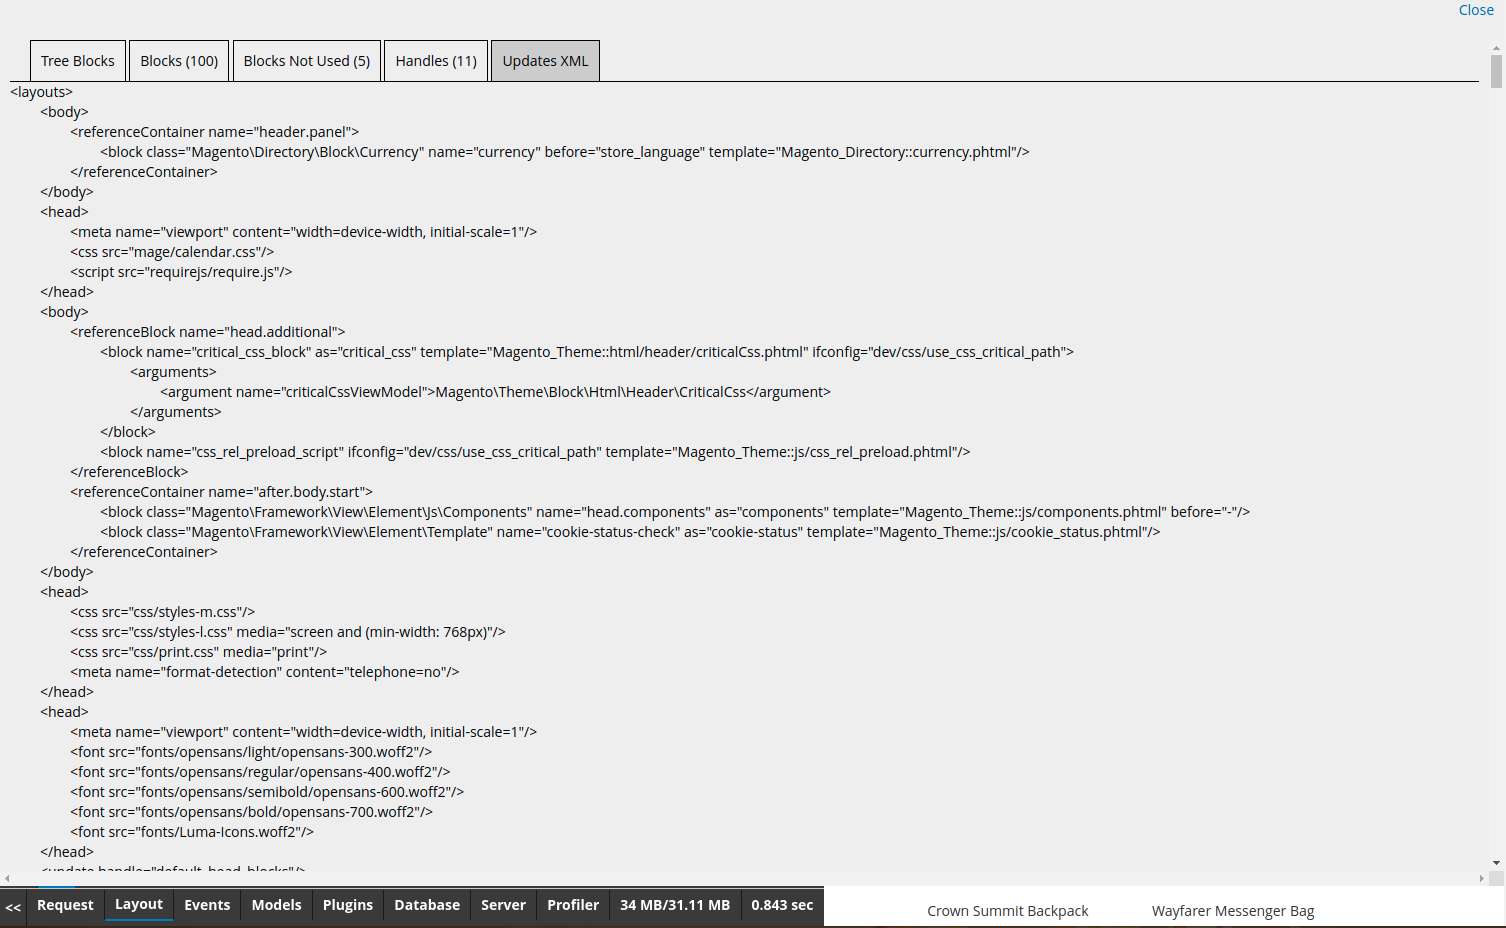 Close
Tree Blocks Blocks (100) Blocks Not Used (5) Handles (11) Updates XML
<layouts>
<body>
<referenceContainer name="header.panel">
<block class="Magento\Directory\Block\Currency" name="currency" before="store_language" template="Magento_Directory::currency.phtml"/>
</referenceContainer>
</body>
<head>
<meta name="viewport" content="width=device-width, initial-scale=1"/>
<css src="mage/calendar.css"/>
<script src="requirejs/require.js"/>
</head>
<body>
<referenceBlock name="head.additional">
<block name="critical_css_block" as="critical_css" template="Magento_Theme::html/header/criticalCss.phtml" ifconfig="dev/css/use_css_critical_path">
<arguments>
<argument name="criticalCssViewModel">Magento\Theme\Block\Html\Header\CriticalCss</argument>
</arguments>
</block>
<block name="css_rel_preload_script" ifconfig="dev/css/use_css_critical_path" template="Magento_Theme::js/css_rel_preload.phtml"/>
</referenceBlock>
<referenceContainer name="after.body.start">
<block class="Magento\Framework\View\Element\Js\Components" name="head.components" as="components" template="Magento_Theme::js/components.phtml" before="-"/>
<block class="Magento\Framework\View\Element\Template" name="cookie-status-check" as="cookie-status" template="Magento_Theme::js/cookie_status.phtml"/>
</referenceContainer>
</body>
<head>
<css src="css/styles-m.css"/>
<css src="css/styles-l.css" media="screen and (min-width: 768px)"/>
<css src="css/print.css" media="print"/>
<meta name="format-detection" content="telephone=no"/>
</head>
<head>
<meta name="viewport" content="width=device-width, initial-scale=1"/>
<font src="fonts/opensans/light/opensans-300.woff2"/>
<font src="fonts/opensans/regular/opensans-400.woff2"/>
<font src="fonts/opensans/semibold/opensans-600.woff2"/>
<font src="fonts/opensans/bold/opensans-700.woff2"/>
<font src="fonts/Luma-Icons.woff2"/>
</head>
<update handle="default_head_blocks"/>
<< Request Layout Events Models Plugins Database Server Profiler 34 MB/31.11 MB 0.843 sec
Crown Summit Backpack Wayfarer Messenger Bag